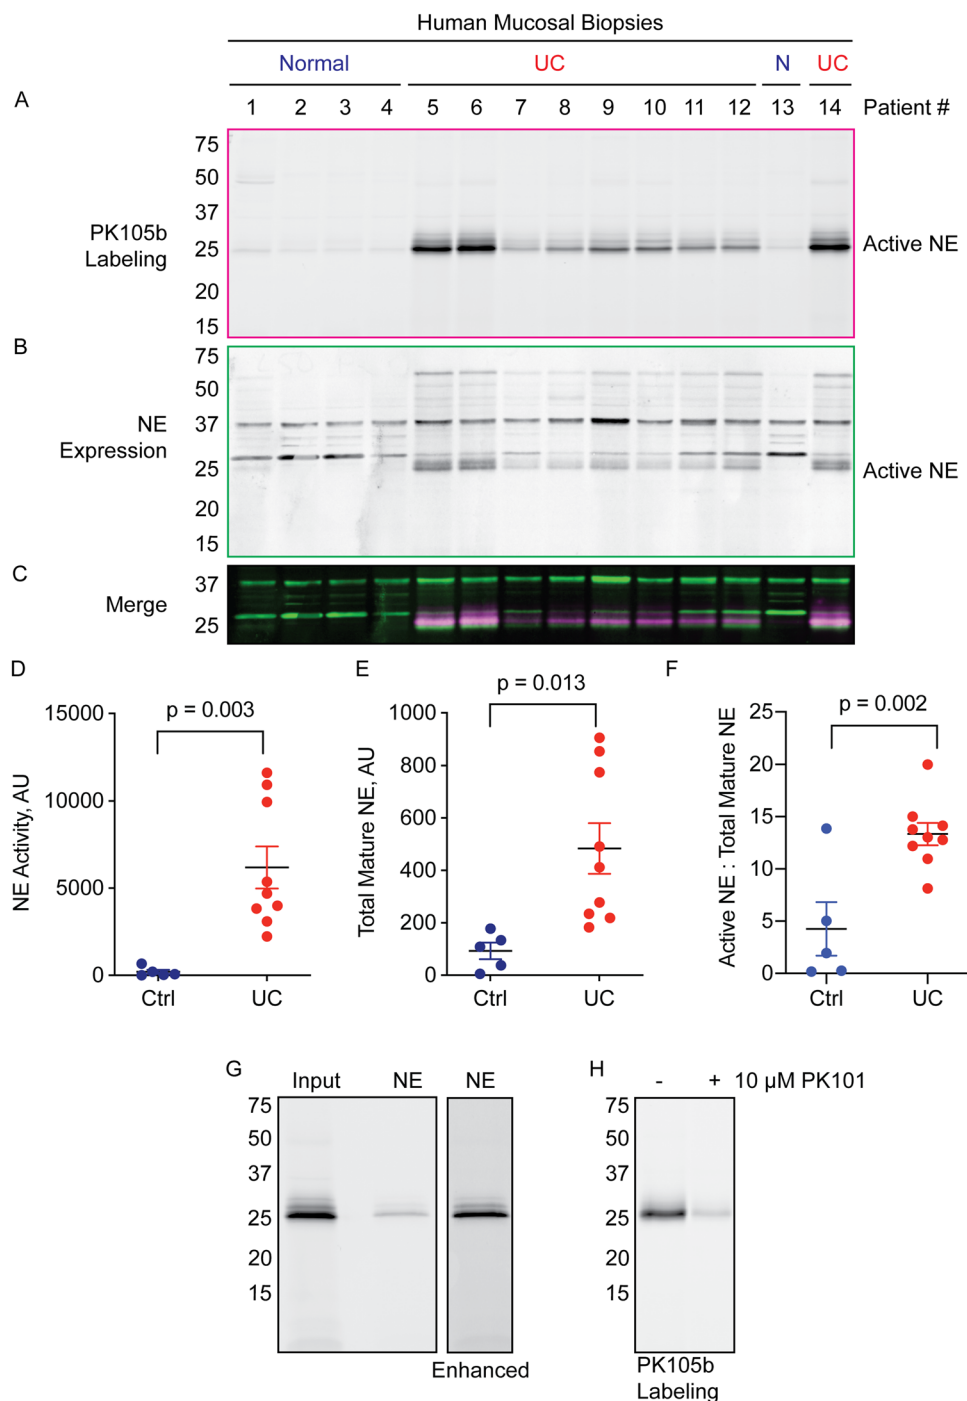 Human Mucosal Biopsies
Normal UC N UC
A 1 2 3 4 5 6 7 8 9 10 11 12 13 14 Patient #
75
50
37
PK105b
Labeling
25 Active NE
20
15
B 75
50
NE
Expression
37
25 Active NE
20
15
C 37
Merge
25
D
p = 0.003
15000
10000
5000
0
NE Activity, AU
Ctrl UC
E
p = 0.013
1000
800
600
400
200
0
Total Mature NE, AU
Ctrl UC
F
p = 0.002
25
20
15
10
5
0
Active NE : Total Mature NE
Ctrl UC
G Input NE NE
75
50
37
25
20
15
Enhanced
H - + 10 µM PK101
75
50
37
25
20
15
PK105b
Labeling